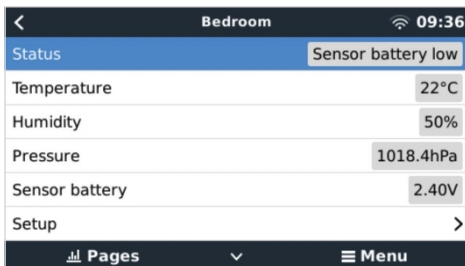 Bedroom 09:36
Status Sensor battery low
Temperature 22°C
Humidity 50%
Pressure 1018.4hPa
Sensor battery 2.40V
Setup
Pages Menu